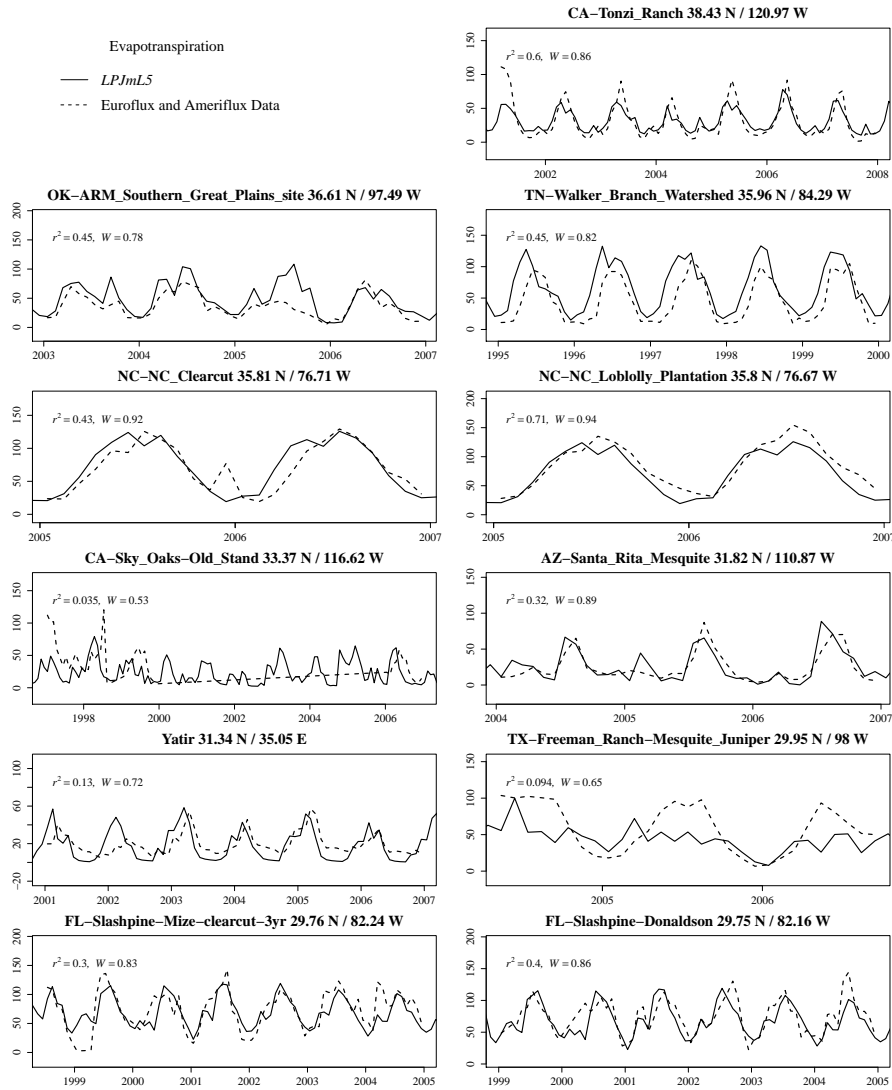 CA−Tonzi_Ranch 38.43 N / 120.97 W
Evapotranspiration
LPJmL5
Euroflux and Ameriflux Data
r² = 0.6, W = 0.86
0 50 100 150
2002 2004 2006 2008
OK−ARM_Southern_Great_Plains_site 36.61 N / 97.49 W
r² = 0.45, W = 0.78
0 50 100 150 200
2003 2004 2005 2006 2007
TN−Walker_Branch_Watershed 35.96 N / 84.29 W
r² = 0.45, W = 0.82
0 50 100 150 200
1995 1996 1997 1998 1999 2000
NC−NC_Clearcut 35.81 N / 76.71 W
r² = 0.43, W = 0.92
0 50 100 150
2005 2006 2007
NC−NC_Loblolly_Plantation 35.8 N / 76.67 W
r² = 0.71, W = 0.94
0 50 100 150 200
2005 2006 2007
CA−Sky_Oaks−Old_Stand 33.37 N / 116.62 W
r² = 0.035, W = 0.53
0 50 100 150
1998 2000 2002 2004 2006
AZ−Santa_Rita_Mesquite 31.82 N / 110.87 W
r² = 0.32, W = 0.89
0 50 100 150
2004 2005 2006 2007
Yatir 31.34 N / 35.05 E
r² = 0.13, W = 0.72
−20 20 60 100
2001 2002 2003 2004 2005 2006 2007
TX−Freeman_Ranch−Mesquite_Juniper 29.95 N / 98 W
r² = 0.094, W = 0.65
0 50 100 150
2005 2006
FL−Slashpine−Mize−clearcut−3yr 29.76 N / 82.24 W
r² = 0.3, W = 0.83
0 50 100 150 200
1999 2000 2001 2002 2003 2004 2005
FL−Slashpine−Donaldson 29.75 N / 82.16 W
r² = 0.4, W = 0.86
0 50 100 150 200
1999 2000 2001 2002 2003 2004 2005